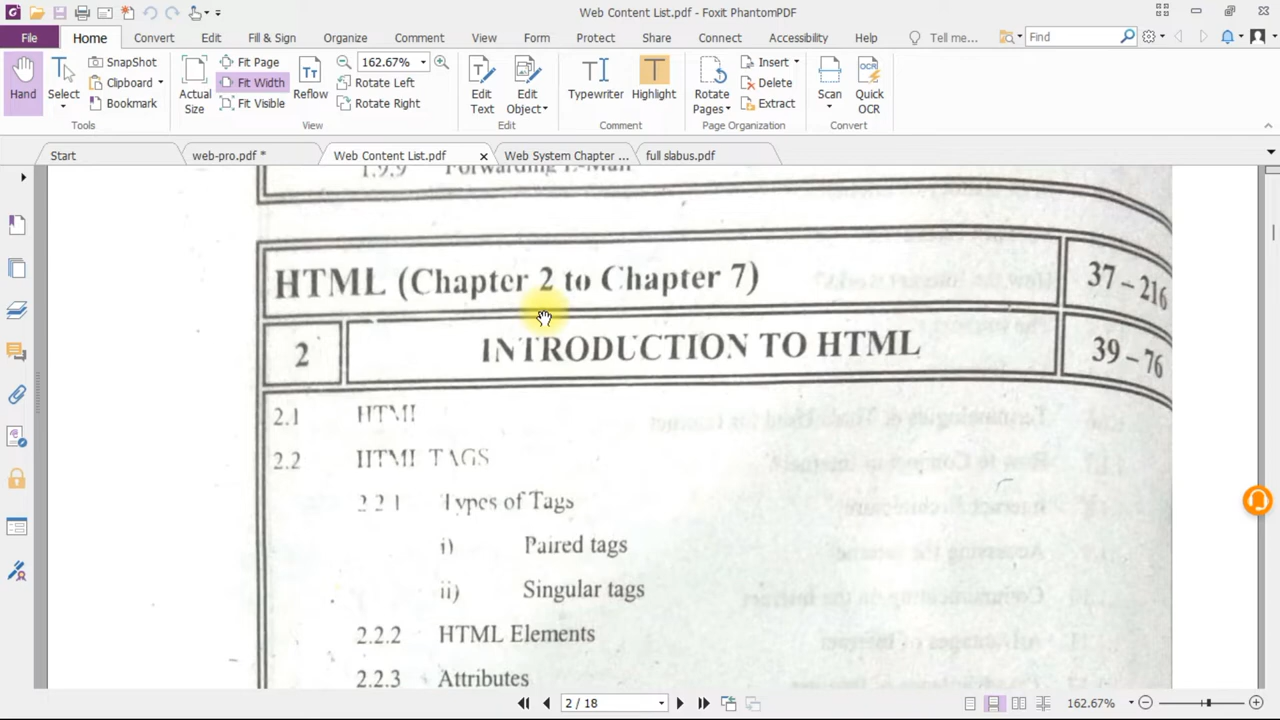 Web Content List.pdf - Foxit PhantomPDF
File Home Convert Edit Fill & Sign Organize Comment View Form Protect Share Connect Accessibility Help Tell me... Find
Hand
Select
SnapShot
Clipboard
Bookmark
Tools
Actual Size
Fit Page
Fit Width
Fit Visible
Reflow
162.67%
Rotate Left
Rotate Right
View
Edit Text
Edit Object
Edit
Typewriter
Highlight
Comment
Rotate Pages
Insert
Delete
Extract
Page Organization
Scan
Quick OCR
Convert
Start web-pro.pdf * Web Content List.pdf Web System Chapter ... full slabus.pdf
1.9.9 Forwarding E-Mail
HTML (Chapter 2 to Chapter 7) 37 – 216
2 INTRODUCTION TO HTML 39 – 76
2.1 HTML
2.2 HTML TAGS
2.2.1 Types of Tags
i) Paired tags
ii) Singular tags
2.2.2 HTML Elements
2.2.3 Attributes
2 / 18 162.67%